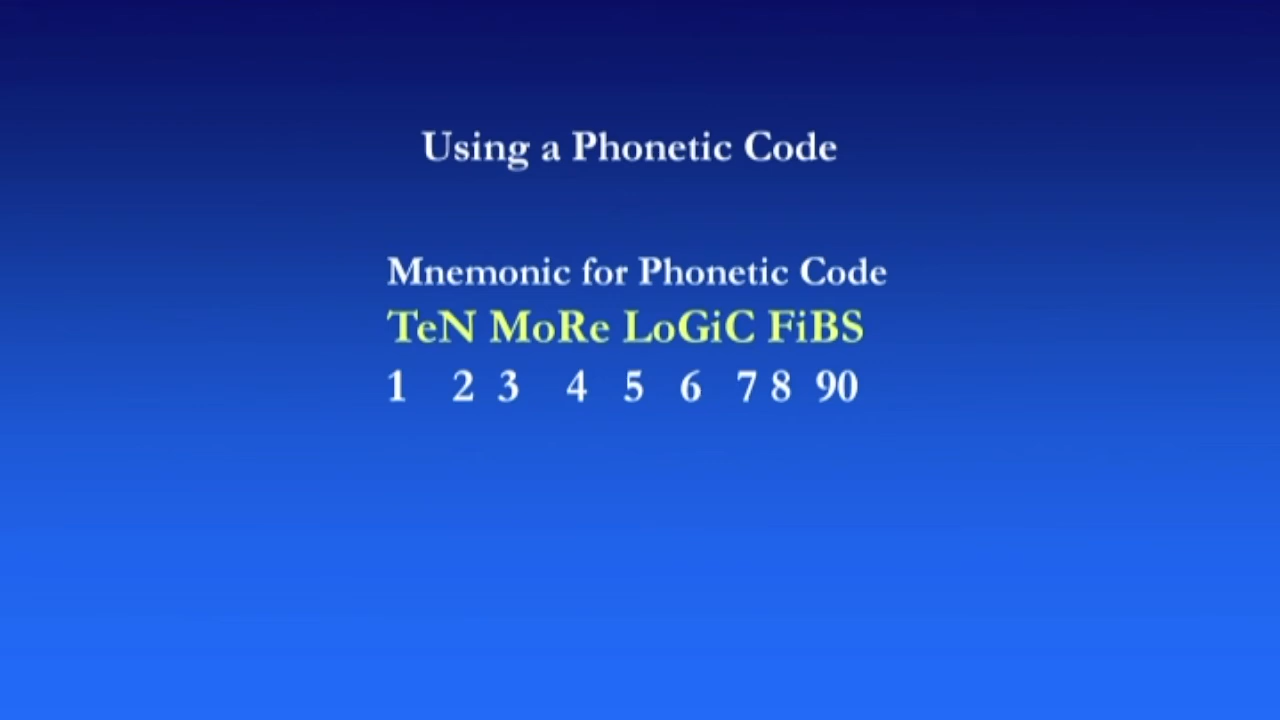 Using a Phonetic Code
Mnemonic for Phonetic Code
TeN MoRe LoGiC FiBS
1 2 3 4 5 6 7 8 90